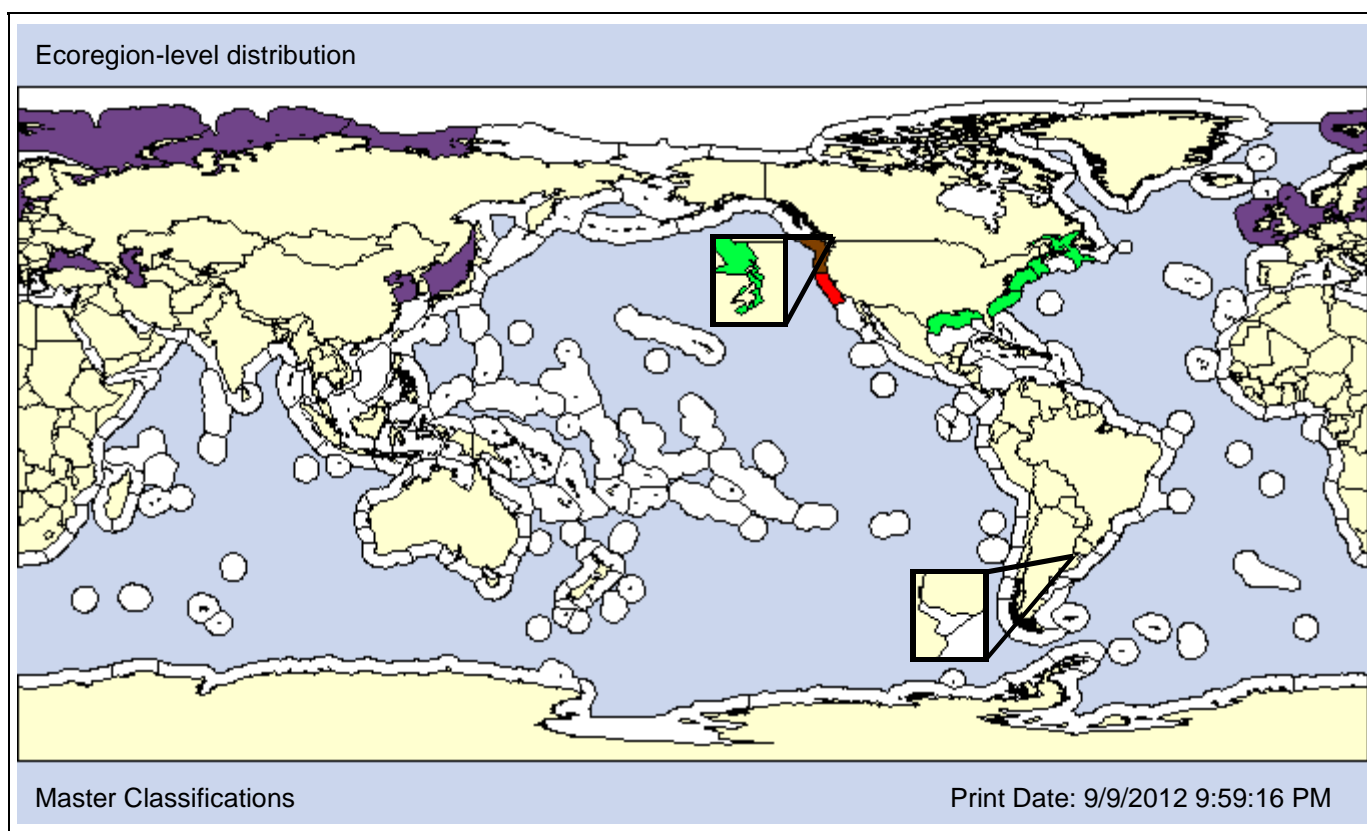 Ecoregion-level distribution
Master Classifications
Print Date: 9/9/2012 9:59:16 PM